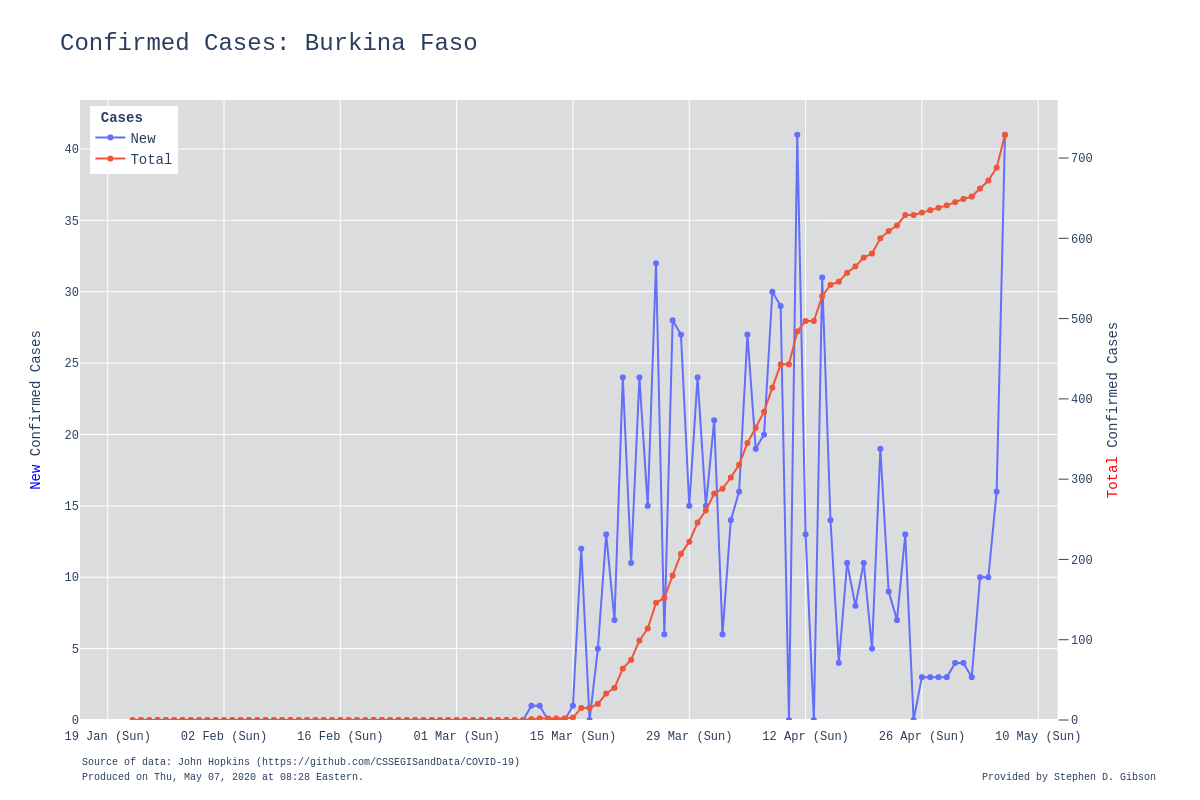 Confirmed Cases: Burkina Faso
Cases
New
Total
40
35
30
25
20
15
10
5
0
New Confirmed Cases
700
600
500
400
300
200
100
0
Total Confirmed Cases
19 Jan (Sun) 02 Feb (Sun) 16 Feb (Sun) 01 Mar (Sun) 15 Mar (Sun) 29 Mar (Sun) 12 Apr (Sun) 26 Apr (Sun) 10 May (Sun)
Source of data: John Hopkins (https://github.com/CSSEGISandData/COVID-19)
Produced on Thu, May 07, 2020 at 08:28 Eastern.
Provided by Stephen D. Gibson